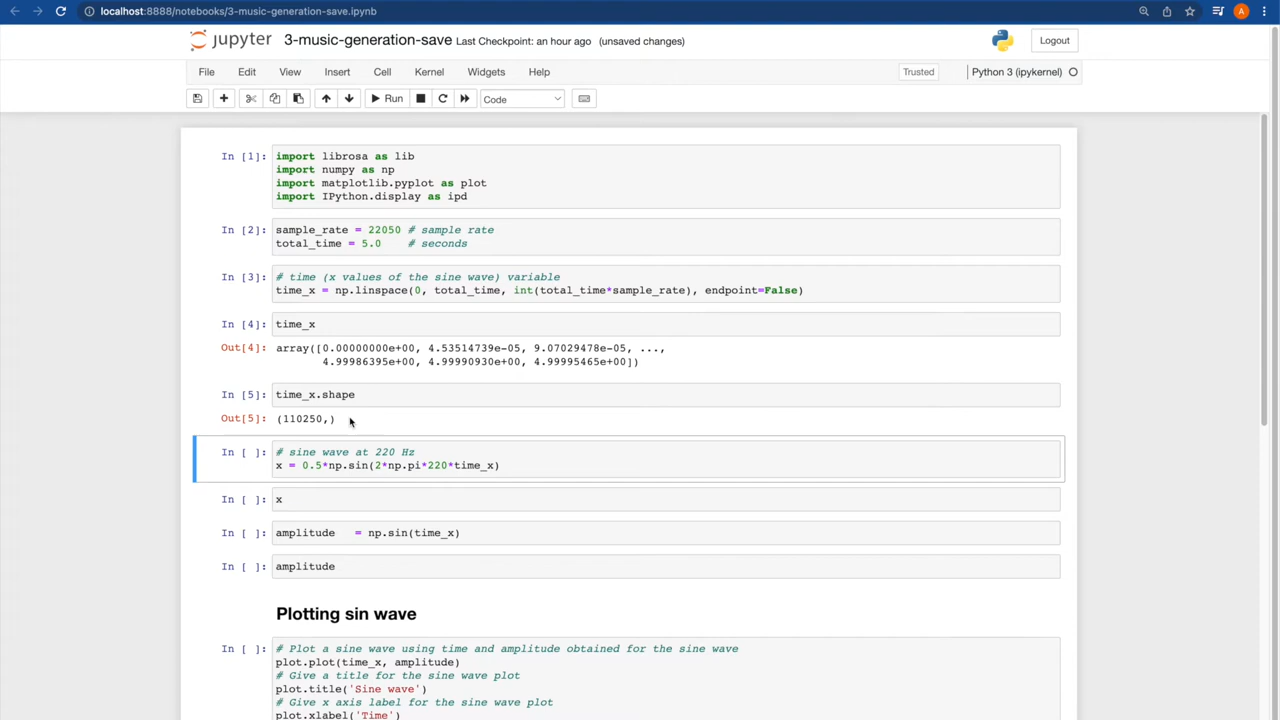 localhost:8888/notebooks/3-music-generation-save.ipynb
A
jupyter 3-music-generation-save Last Checkpoint: an hour ago (unsaved changes)
Logout
File Edit View Insert Cell Kernel Widgets Help
Trusted Python 3 (ipykernel)
Run Code
In [1]: import librosa as lib
import numpy as np
import matplotlib.pyplot as plot
import IPython.display as ipd
In [2]: sample_rate = 22050 # sample rate
total_time = 5.0 # seconds
In [3]: # time (x values of the sine wave) variable
time_x = np.linspace(0, total_time, int(total_time*sample_rate), endpoint=False)
In [4]: time_x
Out[4]: array([0.00000000e+00, 4.53514739e-05, 9.07029478e-05, ...,
4.99986395e+00, 4.99990930e+00, 4.99995465e+00])
In [5]: time_x.shape
Out[5]: (110250,)
In [ ]: # sine wave at 220 Hz
x = 0.5*np.sin(2*np.pi*220*time_x)
In [ ]: x
In [ ]: amplitude = np.sin(time_x)
In [ ]: amplitude
Plotting sin wave
In [ ]: # Plot a sine wave using time and amplitude obtained for the sine wave
plot.plot(time_x, amplitude)
# Give a title for the sine wave plot
plot.title('Sine wave')
# Give x axis label for the sine wave plot
plot.xlabel('Time')